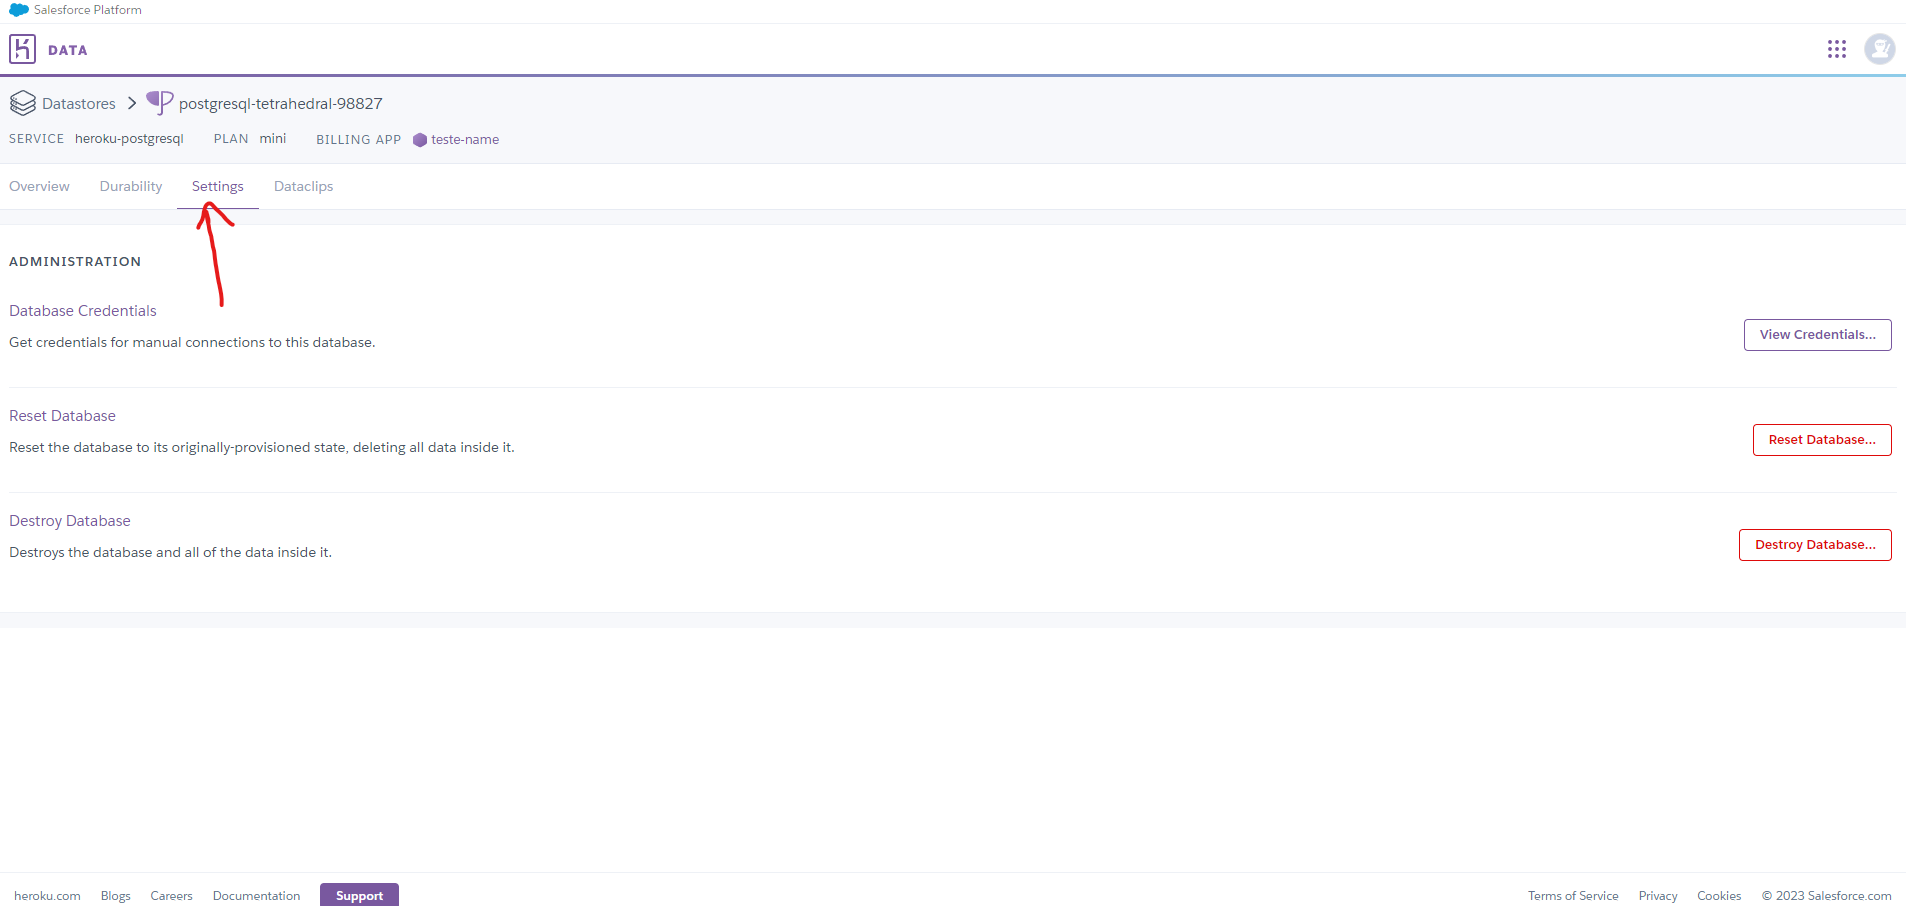 Salesforce Platform
DATA
Datastores postgresql-tetrahedral-98827
SERVICE heroku-postgresql PLAN mini BILLING APP teste-name
Overview Durability Settings Dataclips
ADMINISTRATION
Database Credentials
Get credentials for manual connections to this database.
View Credentials...
Reset Database
Reset the database to its originally-provisioned state, deleting all data inside it.
Reset Database...
Destroy Database
Destroys the database and all of the data inside it.
Destroy Database...
heroku.com Blogs Careers Documentation Support Terms of Service Privacy Cookies © 2023 Salesforce.com